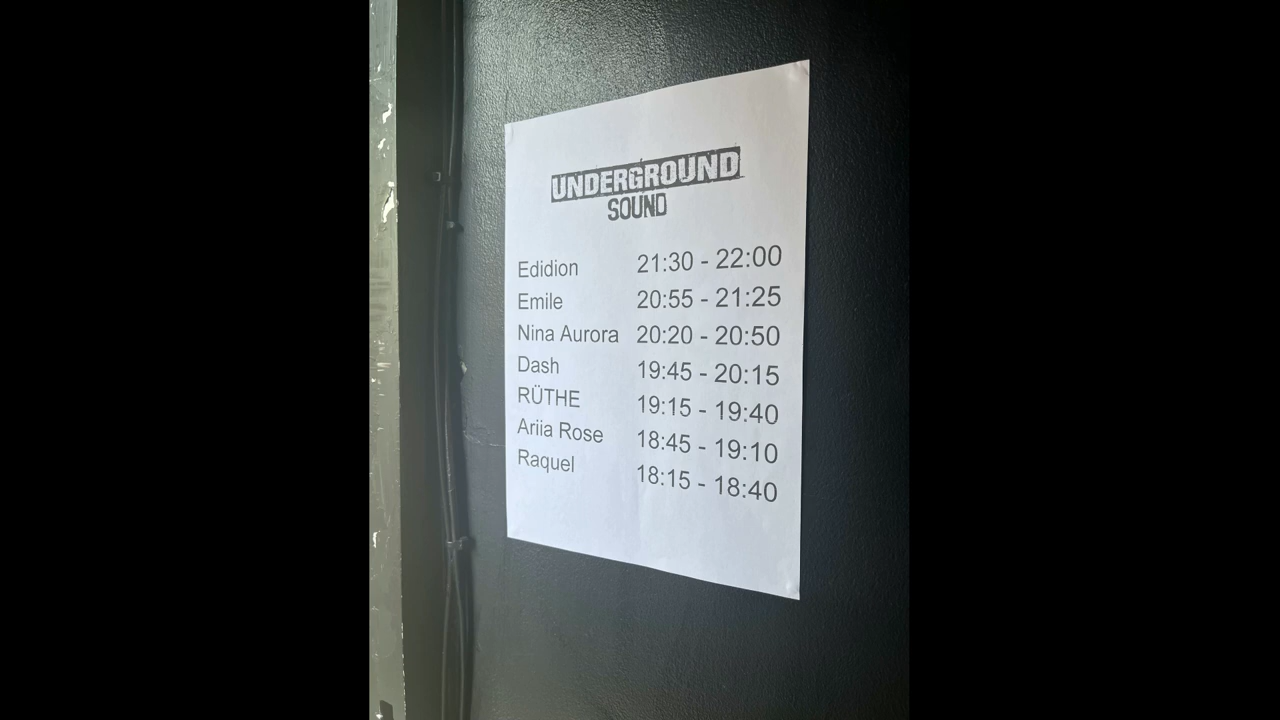 UNDERGROUND
SOUND
Edidion 21:30 - 22:00
Emile 20:55 - 21:25
Nina Aurora 20:20 - 20:50
Dash 19:45 - 20:15
RÜTHE 19:15 - 19:40
Ariia Rose 18:45 - 19:10
Raquel 18:15 - 18:40